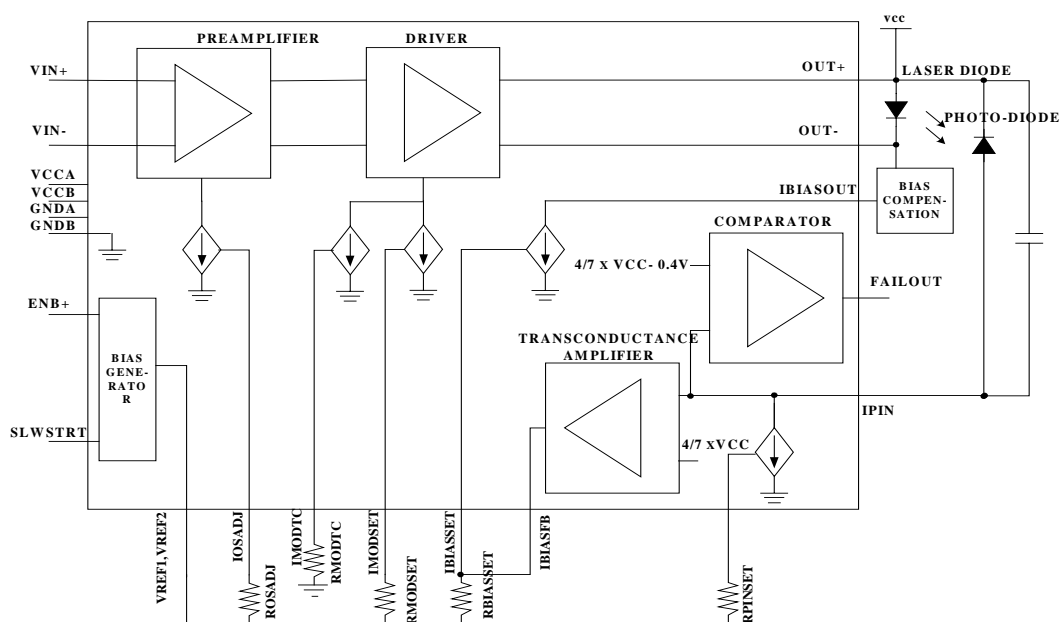 PREAMPLIFIER
DRIVER
vcc
VIN+
OUT+
LASER DIODE
PHOTO-DIODE
VIN-
OUT-
VCCA
VCCB
GNDA
GNDB
IBIASOUT
BIAS
COMPEN-
SATION
COMPARATOR
4/7 x VCC- 0.4V
FAILOUT
ENB+
TRANSCONDUCTANCE
AMPLIFIER
BIAS
GENE-
RATO
R
IPIN
SLWSTRT
4/7 xVCC
VREF1,VREF2
IOSADJ
ROSADJ
IMODTC
RMODTC
IMODSET
RMODSET
IBIASSET
RBIASSET
IBIASFB
RPINSET